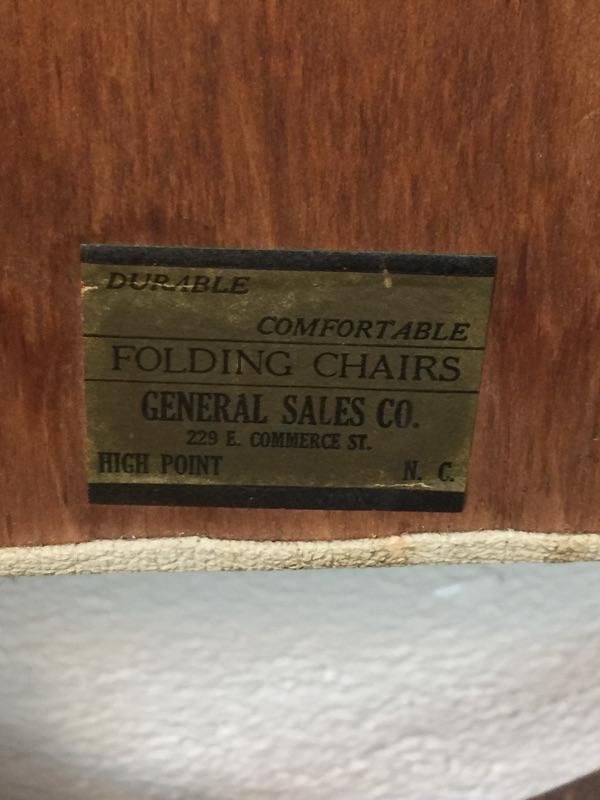 DURABLE
COMFORTABLE
FOLDING CHAIRS
GENERAL SALES CO.
229 E. COMMERCE ST.
HIGH POINT N. C.